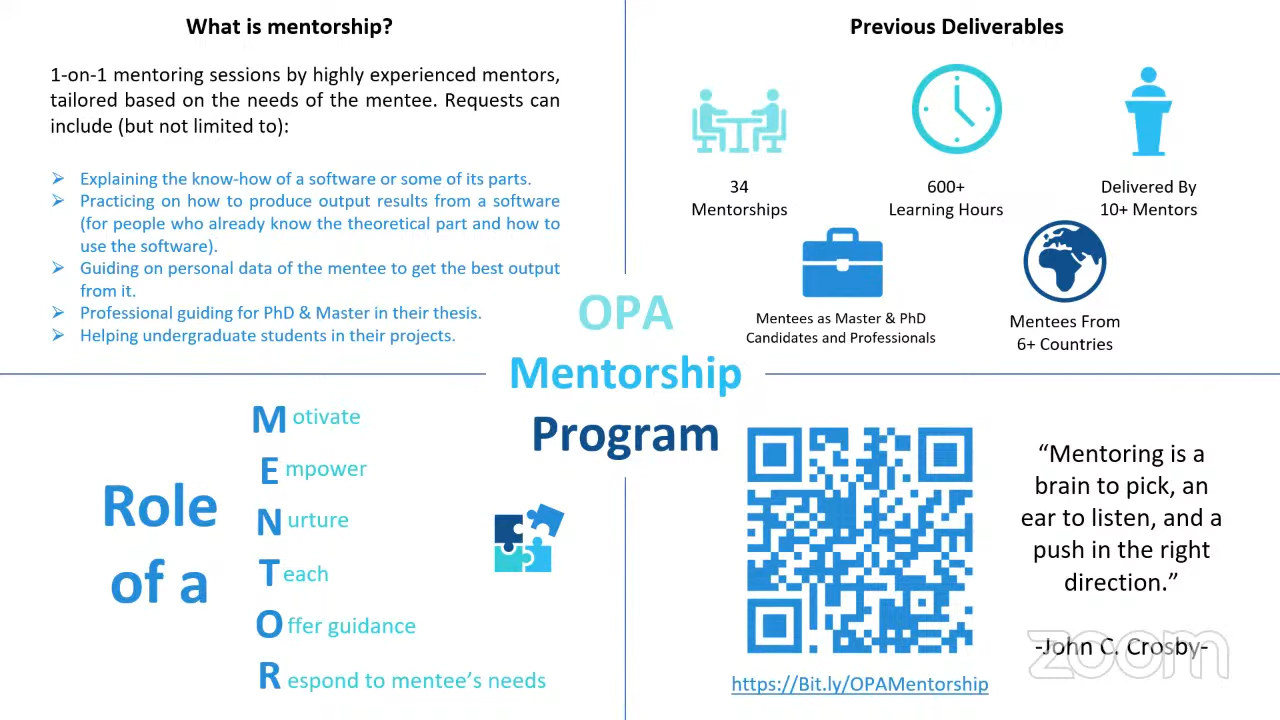 What is mentorship?
1-on-1 mentoring sessions by highly experienced mentors,
tailored based on the needs of the mentee. Requests can
include (but not limited to):
Explaining the know-how of a software or some of its parts.
Practicing on how to produce output results from a software
(for people who already know the theoretical part and how to
use the software).
Guiding on personal data of the mentee to get the best output
from it.
Professional guiding for PhD & Master in their thesis.
Helping undergraduate students in their projects.
Previous Deliverables
34
Mentorships
600+
Learning Hours
Delivered By
10+ Mentors
Mentees as Master & PhD
Candidates and Professionals
Mentees From
6+ Countries
OPA
Mentorship
Program
Role
of a
Motivate
Empower
Nurture
Teach
Offer guidance
Respond to mentee’s needs
https://Bit.ly/OPAMentorship
“Mentoring is a
brain to pick, an
ear to listen, and a
push in the right
direction.”
-John C. Crosby-
zoom